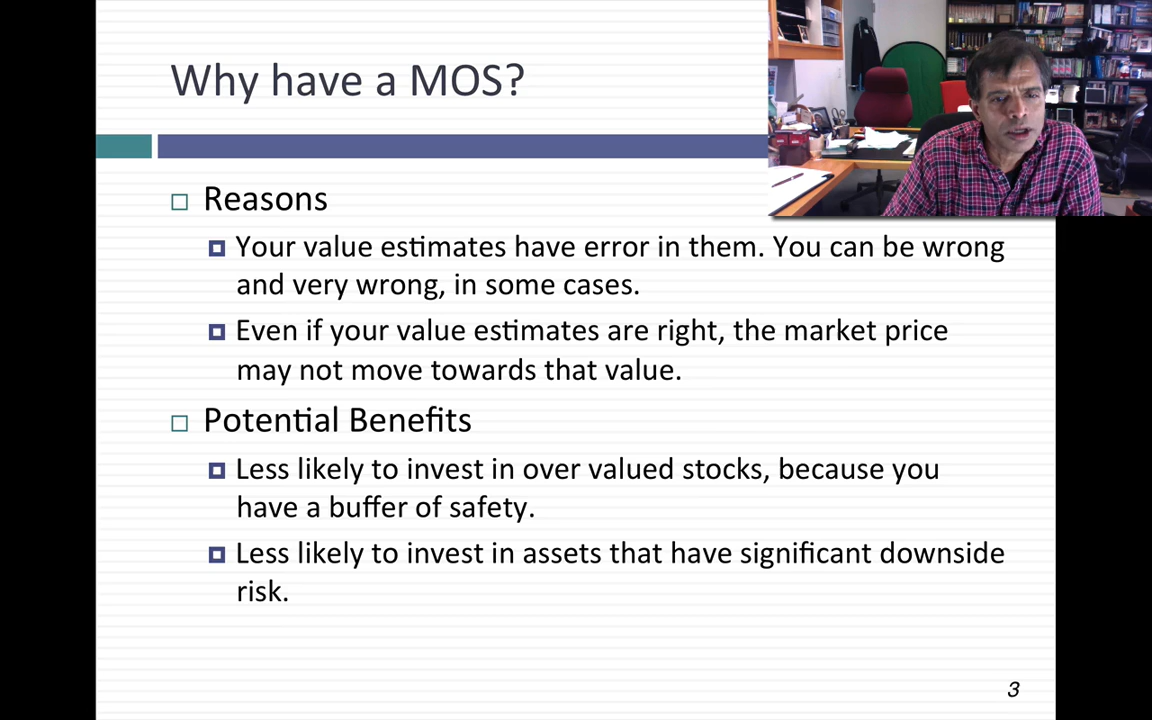 Why have a MOS?
Reasons
Your value estimates have error in them. You can be wrong
and very wrong, in some cases.
Even if your value estimates are right, the market price
may not move towards that value.
Potential Benefits
Less likely to invest in over valued stocks, because you
have a buffer of safety.
Less likely to invest in assets that have significant downside
risk.
3